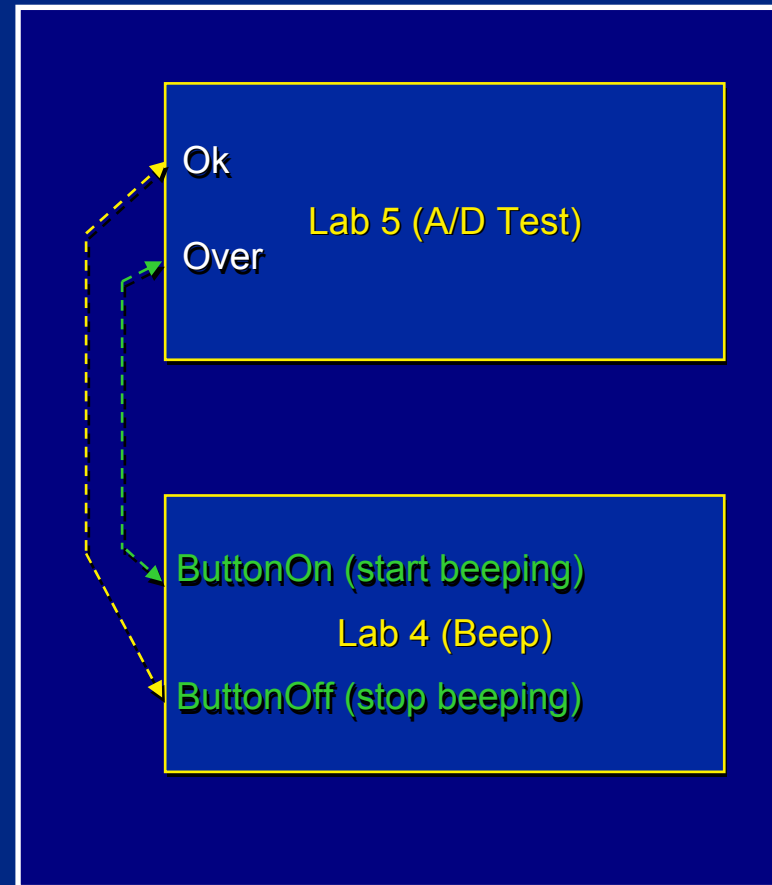 Ok
Lab 5 (A/D Test)
Over
ButtonOn (start beeping)
Lab 4 (Beep)
ButtonOff (stop beeping)